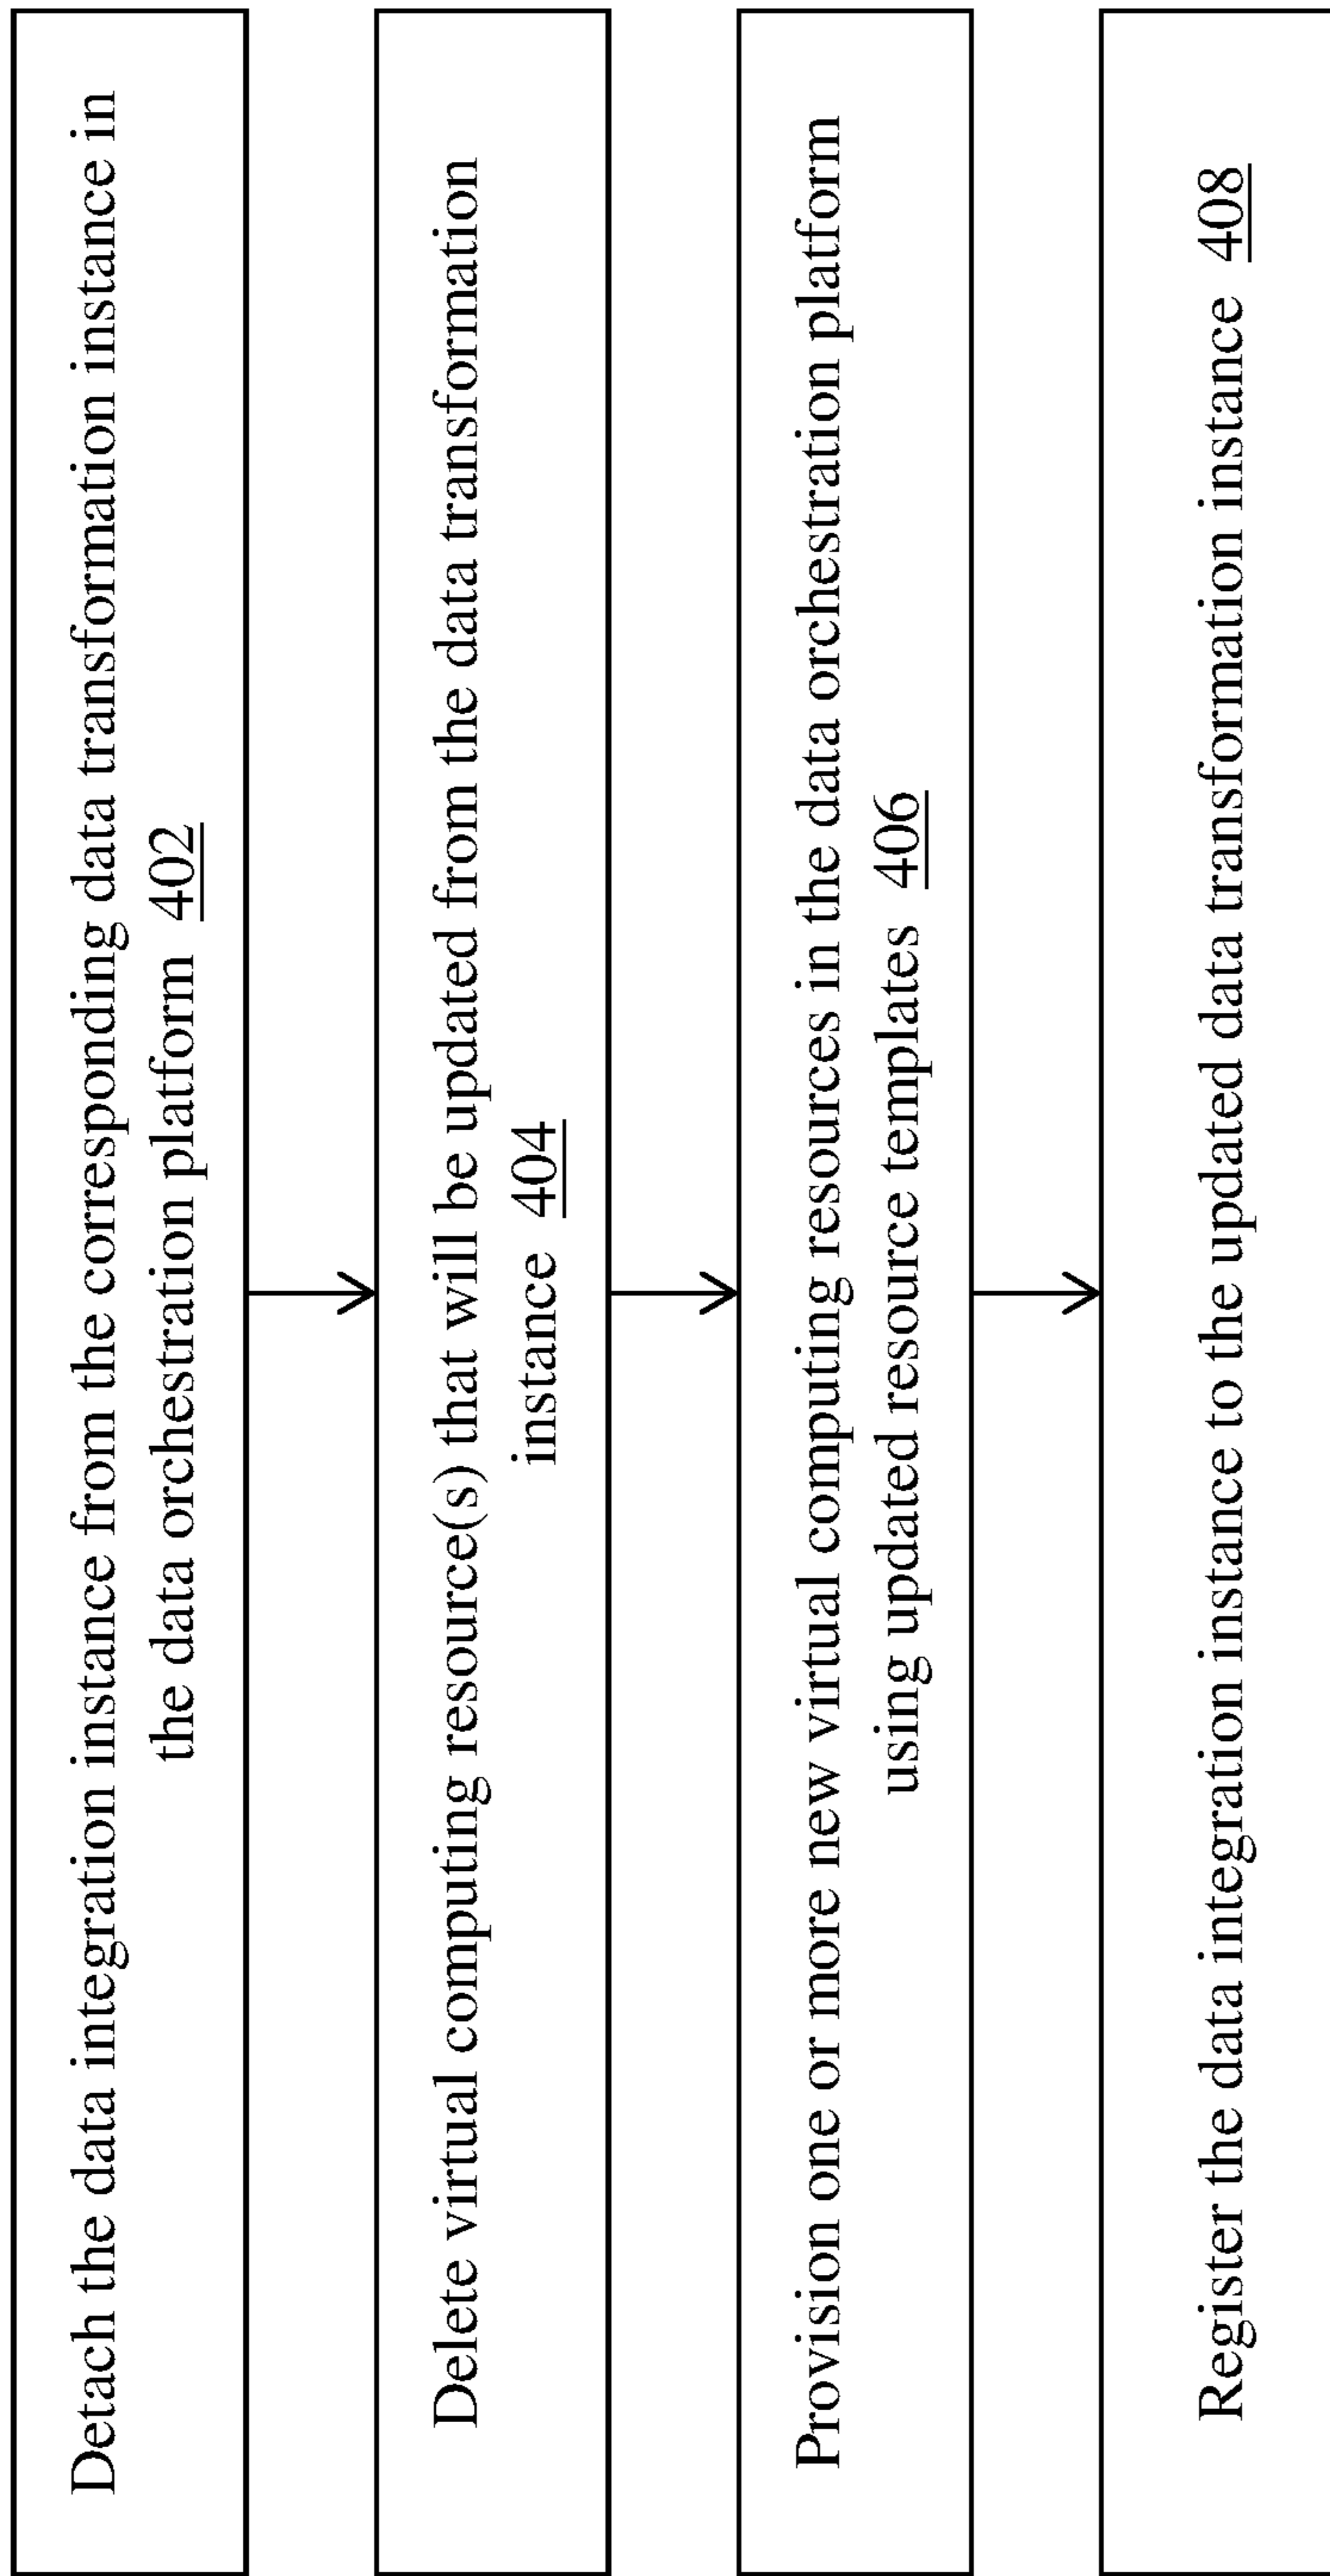 Detach the data integration instance from the corresponding data transformation instance in
the data orchestration platform 402
Delete virtual computing resource(s) that will be updated from the data transformation
instance 404
Provision one or more new virtual computing resources in the data orchestration platform
using updated resource templates 406
Register the data integration instance to the updated data transformation instance 408